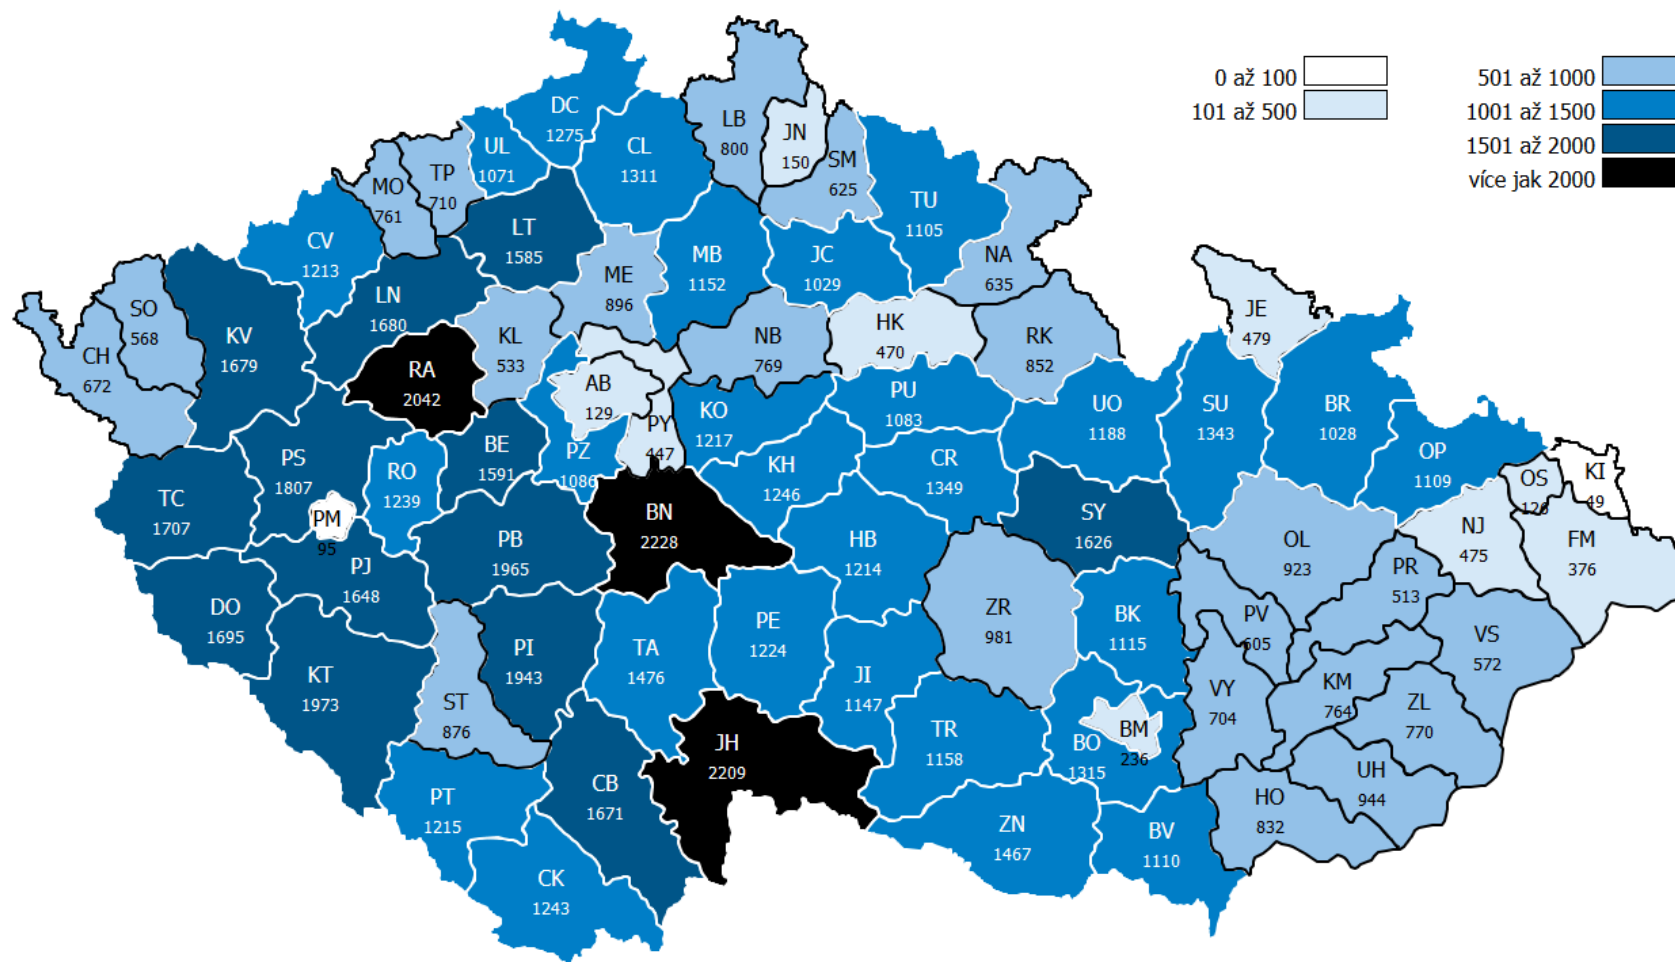 0 až 100
501 až 1000
101 až 500
1001 až 1500
1501 až 2000
více jak 2000
DC
1275
UL
1071
CL
1311
LB
800
JN
150
SM
625
TU
1105
MO
761
TP
710
LT
1585
CV
1213
ME
896
MB
1152
JC
1029
NA
635
LN
1680
SO
568
KV
1679
CH
672
KL
533
RA
2042
NB
769
HK
470
RK
852
JE
479
AB
129
PY
447
KO
1217
PU
1083
UO
1188
SU
1343
BR
1028
OP
1109
PS
1807
RO
1239
BE
1591
PZ
1086
KH
1246
CR
1349
TC
1707
PM
95
OS
126
KI
49
BN
2228
PB
1965
HB
1214
SY
1626
OL
923
NJ
475
FM
376
PJ
1648
DO
1695
PR
513
ZR
981
PE
1224
TA
1476
PI
1943
BK
1115
PV
605
VS
572
KT
1973
ST
876
JI
1147
VY
704
KM
764
ZL
770
JH
2209
TR
1158
BO
1315
BM
236
UH
944
CB
1671
PT
1215
HO
832
ZN
1467
BV
1110
CK
1243